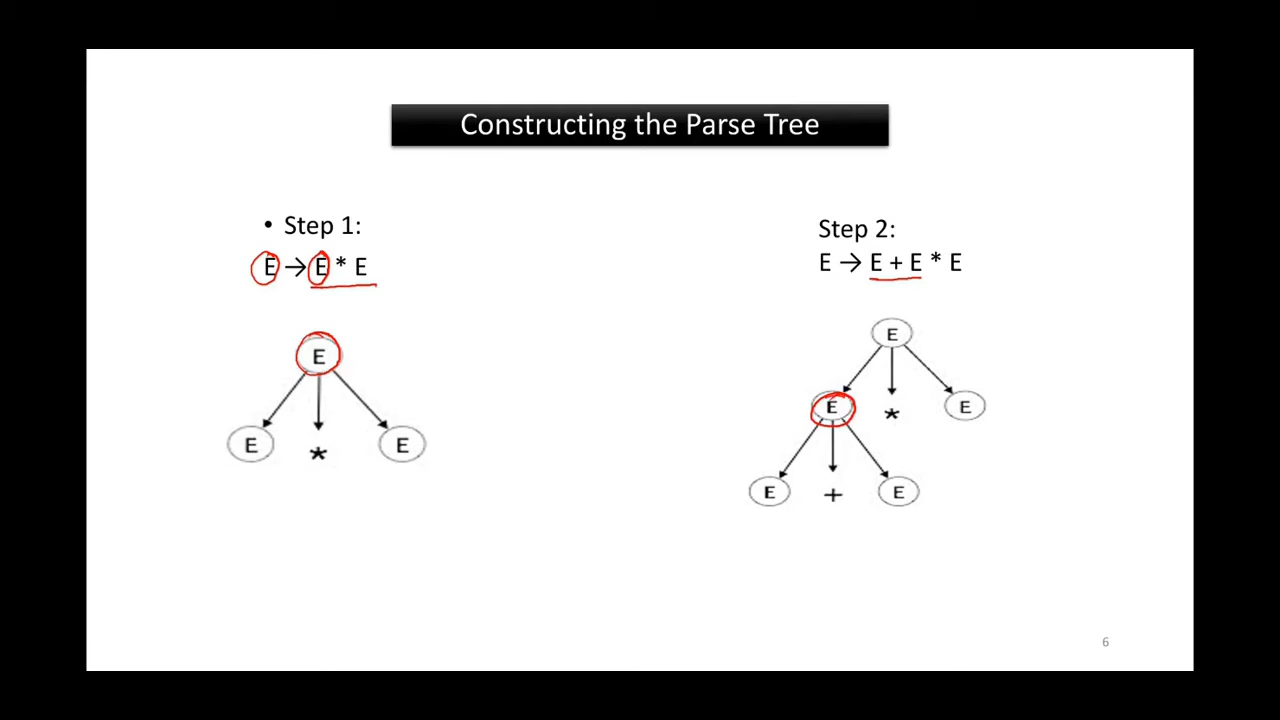 Constructing the Parse Tree
• Step 1:
E → E * E
E
E * E
Step 2:
E → E + E * E
E
E * E
E + E
6